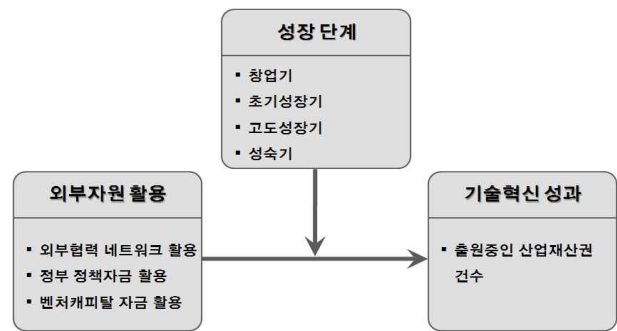 성장 단계
▪ 창업기
▪ 초기성장기
▪ 고도성장기
▪ 성숙기
외부자원 활용
▪ 외부협력 네트워크 활용
▪ 정부 정책자금 활용
▪ 벤처캐피탈 자금 활용
기술혁신 성과
▪ 출원중인 산업재산권
건수